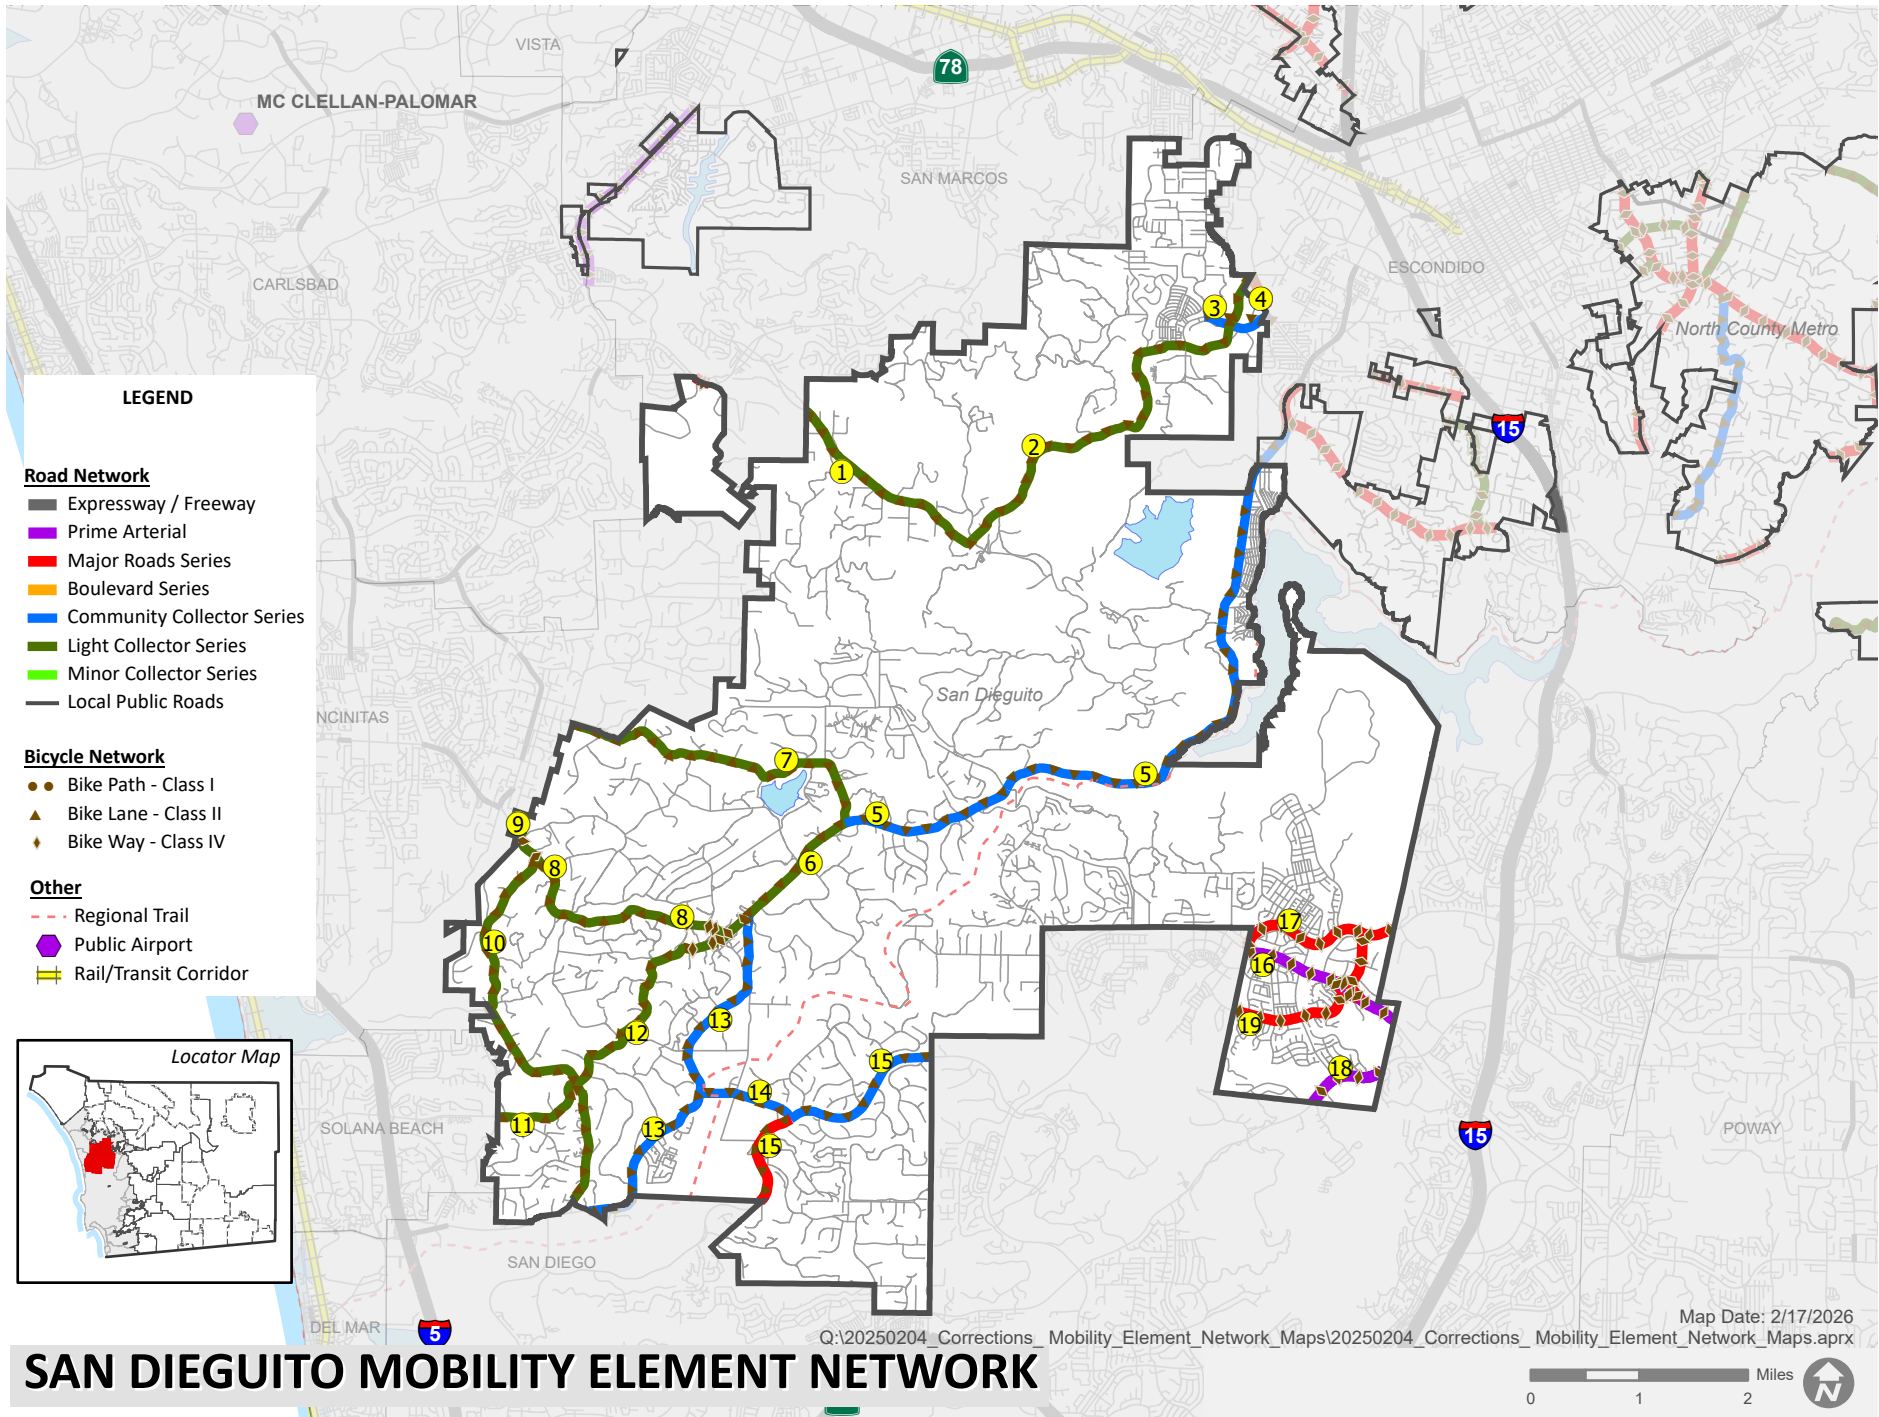 VISTA
78
MC CLELLAN-PALOMAR
SAN MARCOS
CARLSBAD
ESCONDIDO
3
4
North County Metro
LEGEND
15
2
1
Road Network
Expressway / Freeway
Prime Arterial
Major Roads Series
Boulevard Series
Community Collector Series
Light Collector Series
Minor Collector Series
Local Public Roads
San Dieguito
NCINITAS
Bicycle Network
Bike Path - Class I
Bike Lane - Class II
Bike Way - Class IV
7
5
5
9
6
8
8
Other
Regional Trail
Public Airport
Rail/Transit Corridor
17
10
16
13
12
19
15
18
14
Locator Map
11
13
15
SOLANA BEACH
15
POWAY
SAN DIEGO
DEL MAR
5
Map Date: 2/17/2026
Q:\20250204_Corrections_ Mobility_Element_Network_Maps\20250204_Corrections_ Mobility_Element_Network_Maps.aprx
SAN DIEGUITO MOBILITY ELEMENT NETWORK
Miles
0 1 2
N